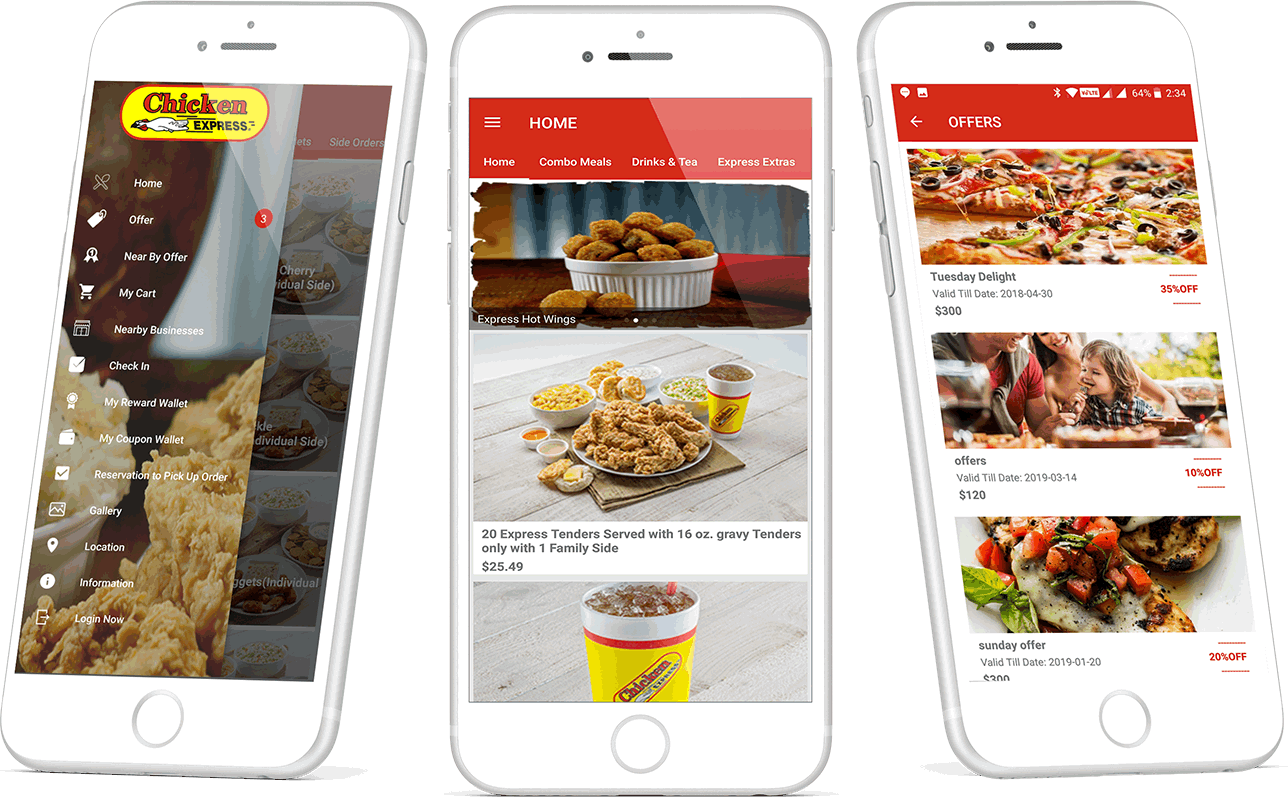 Chicken
EXPRESS
lets Side Orders
Home
Offer
3
Near By Offer
My Cart
Cherry
vidual Side)
Nearby Businesses
Check In
My Reward Wallet
My Coupon Wallet
kle
dividual Side)
Reservation to Pick Up Order
Gallery
Location
Information
ggets(Individual
Login Now
HOME
Home Combo Meals Drinks & Tea Express Extras
Express Hot Wings
20 Express Tenders Served with 16 oz. gravy Tenders
only with 1 Family Side
$25.49
Chicken
EXPRESS
VoLTE 64% 2:34
OFFERS
Tuesday Delight
Valid Till Date: 2018-04-30
35%OFF
$300
offers
Valid Till Date: 2019-03-14
10%OFF
$120
sunday offer
Valid Till Date: 2019-01-20
20%OFF
$300